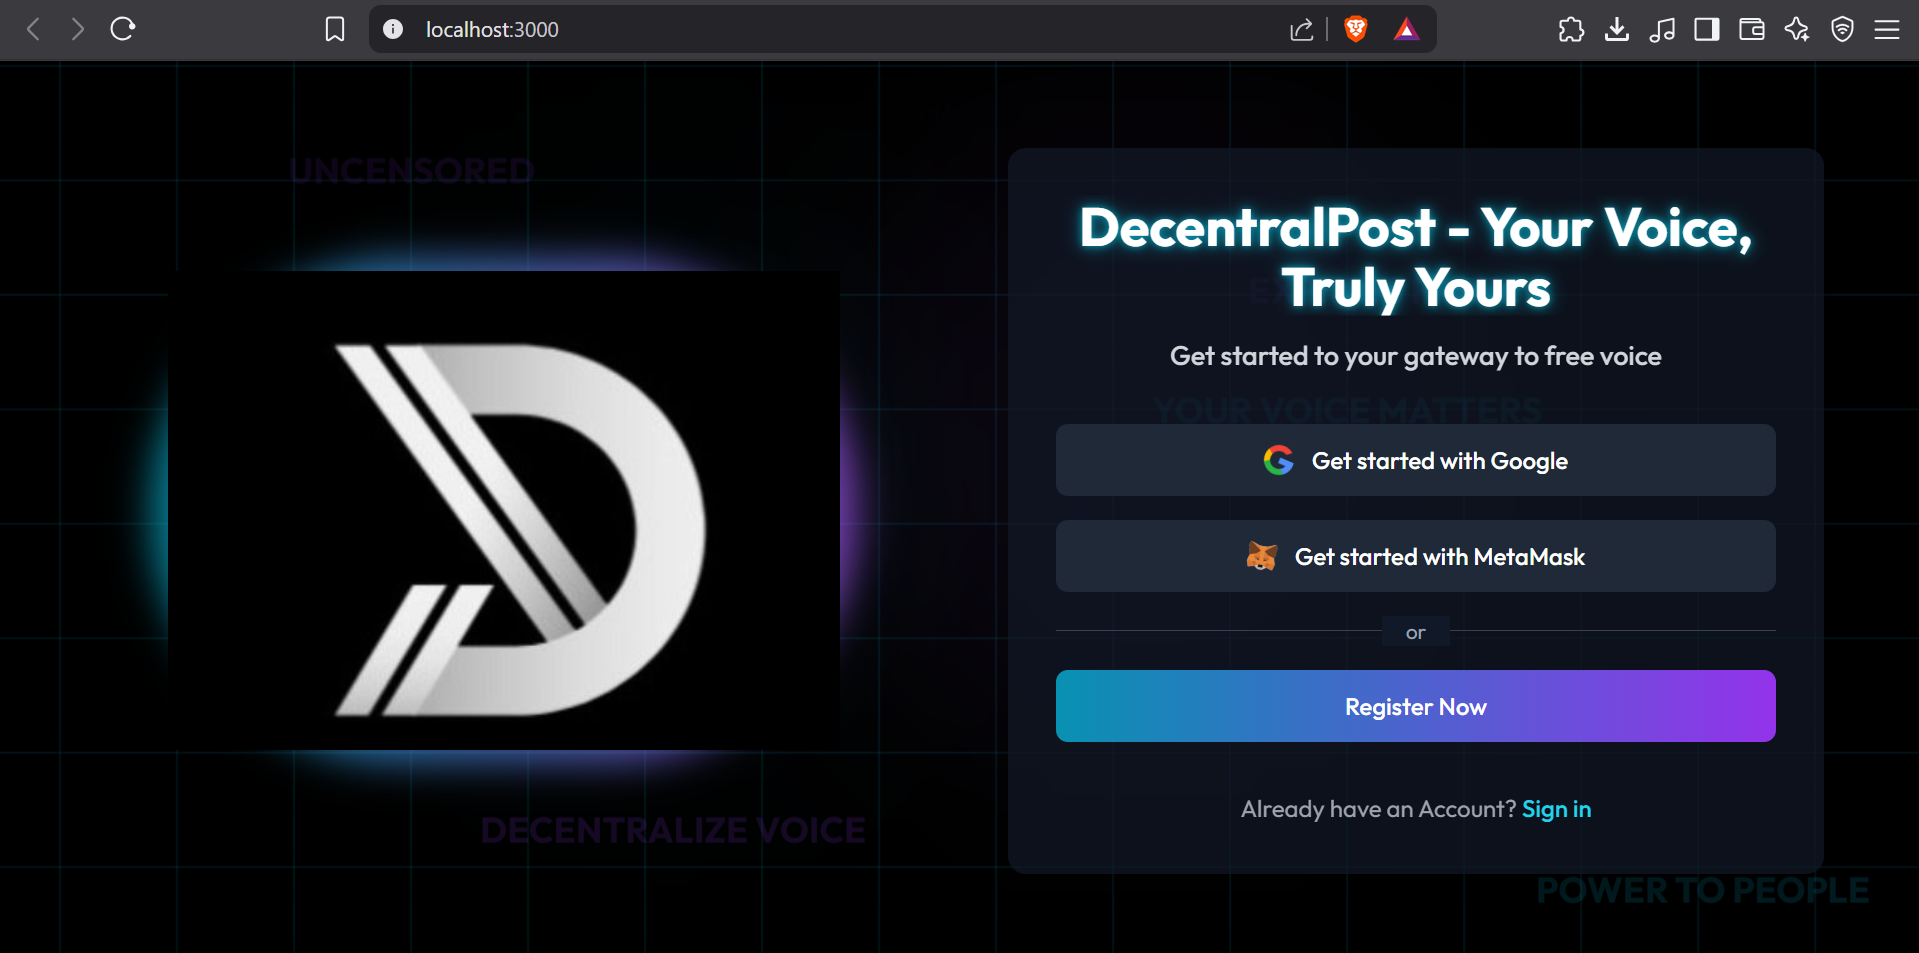 localhost:3000
UNCENSORED
DecentralPost - Your Voice,
Truly Yours
Get started to your gateway to free voice
YOUR VOICE MATTERS
Get started with Google
Get started with MetaMask
or
Register Now
Already have an Account? Sign in
DECENTRALIZE VOICE
POWER TO PEOPLE